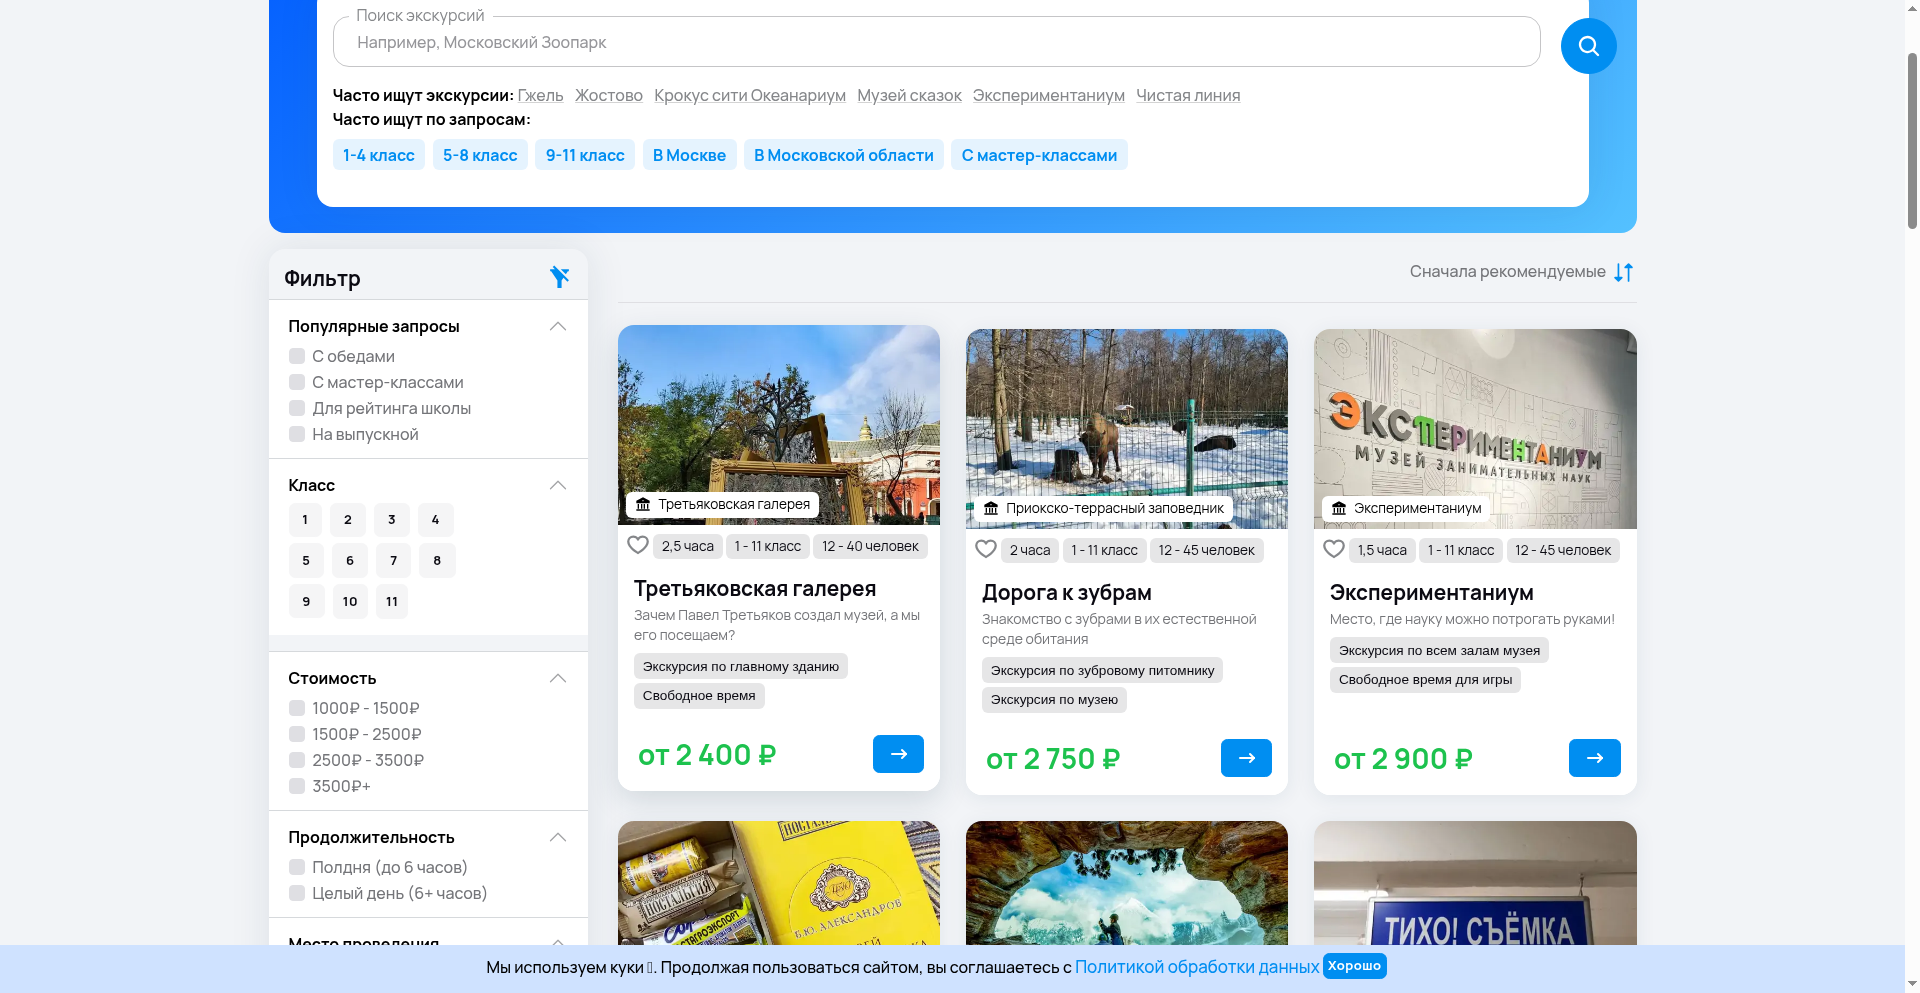 Поиск экскурсий
Например, Московский Зоопарк
Часто ищут экскурсии: Гжель Жостово Крокус сити Океанариум Музей сказок Экспериментаниум Чистая линия
Часто ищут по запросам:
1-4 класс 5-8 класс 9-11 класс В Москве В Московской области С мастер-классами
Фильтр
Сначала рекомендуемые
Популярные запросы
С обедами
С мастер-классами
Для рейтинга школы
На выпускной
Класс
1 2 3 4
5 6 7 8
9 10 11
Стоимость
1000₽ - 1500₽
1500₽ - 2500₽
2500₽ - 3500₽
3500₽+
Продолжительность
Полдня (до 6 часов)
Целый день (6+ часов)
Место проведения
Третьяковская галерея
2,5 часа 1 - 11 класс 12 - 40 человек
Третьяковская галерея
Зачем Павел Третьяков создал музей, а мы
его посещаем?
Экскурсия по главному зданию
Свободное время
от 2 400 ₽
Приокско-террасный заповедник
2 часа 1 - 11 класс 12 - 45 человек
Дорога к зубрам
Знакомство с зубрами в их естественной
среде обитания
Экскурсия по зубровому питомнику
Экскурсия по музею
от 2 750 ₽
ЭКСПЕРИМЕНТАНИУМ
МУЗЕЙ ЗАНИМАТЕЛЬНЫХ НАУК
Экспериментаниум
1,5 часа 1 - 11 класс 12 - 45 человек
Экспериментаниум
Место, где науку можно потрогать руками!
Экскурсия по всем залам музея
Свободное время для игры
от 2 900 ₽
НОСТАЛЬГИЯ
Б.Ю. АЛЕКСАНДРОВ
ТИХО! СЪЁМКА
Мы используем куки . Продолжая пользоваться сайтом, вы соглашаетесь с Политикой обработки данных Хорошо